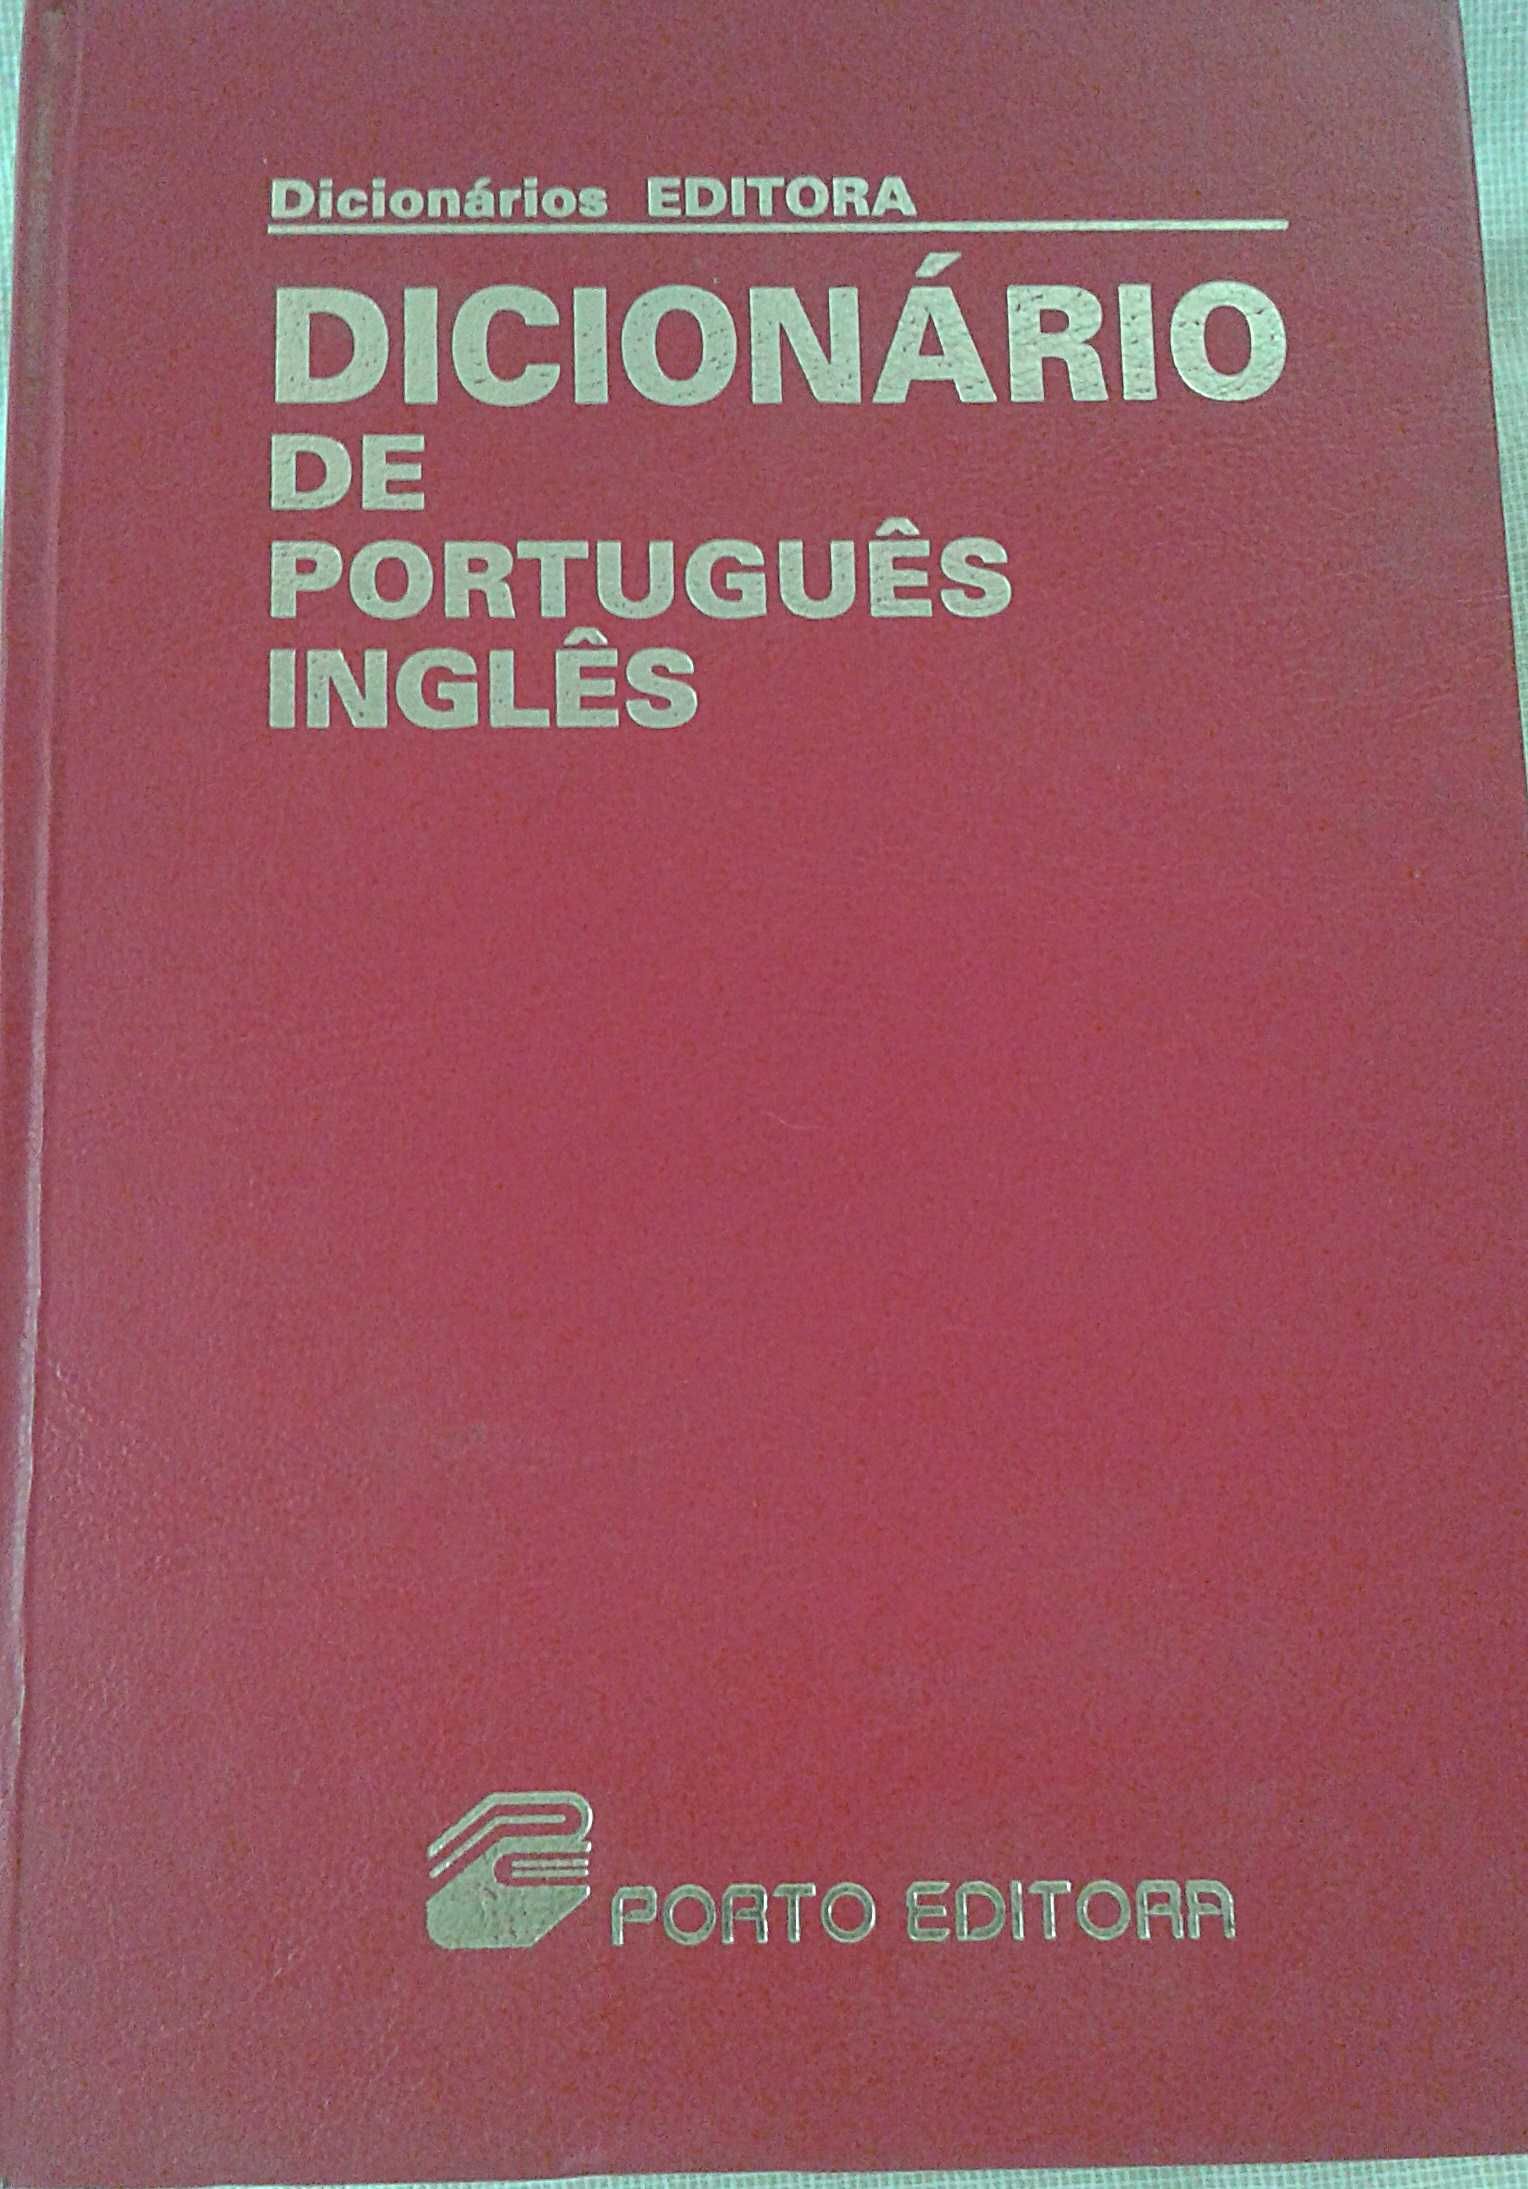 Dicionários EDITORA
DICIONÁRIO
DE
PORTUGUÊS
INGLÊS
PORTO EDITORA